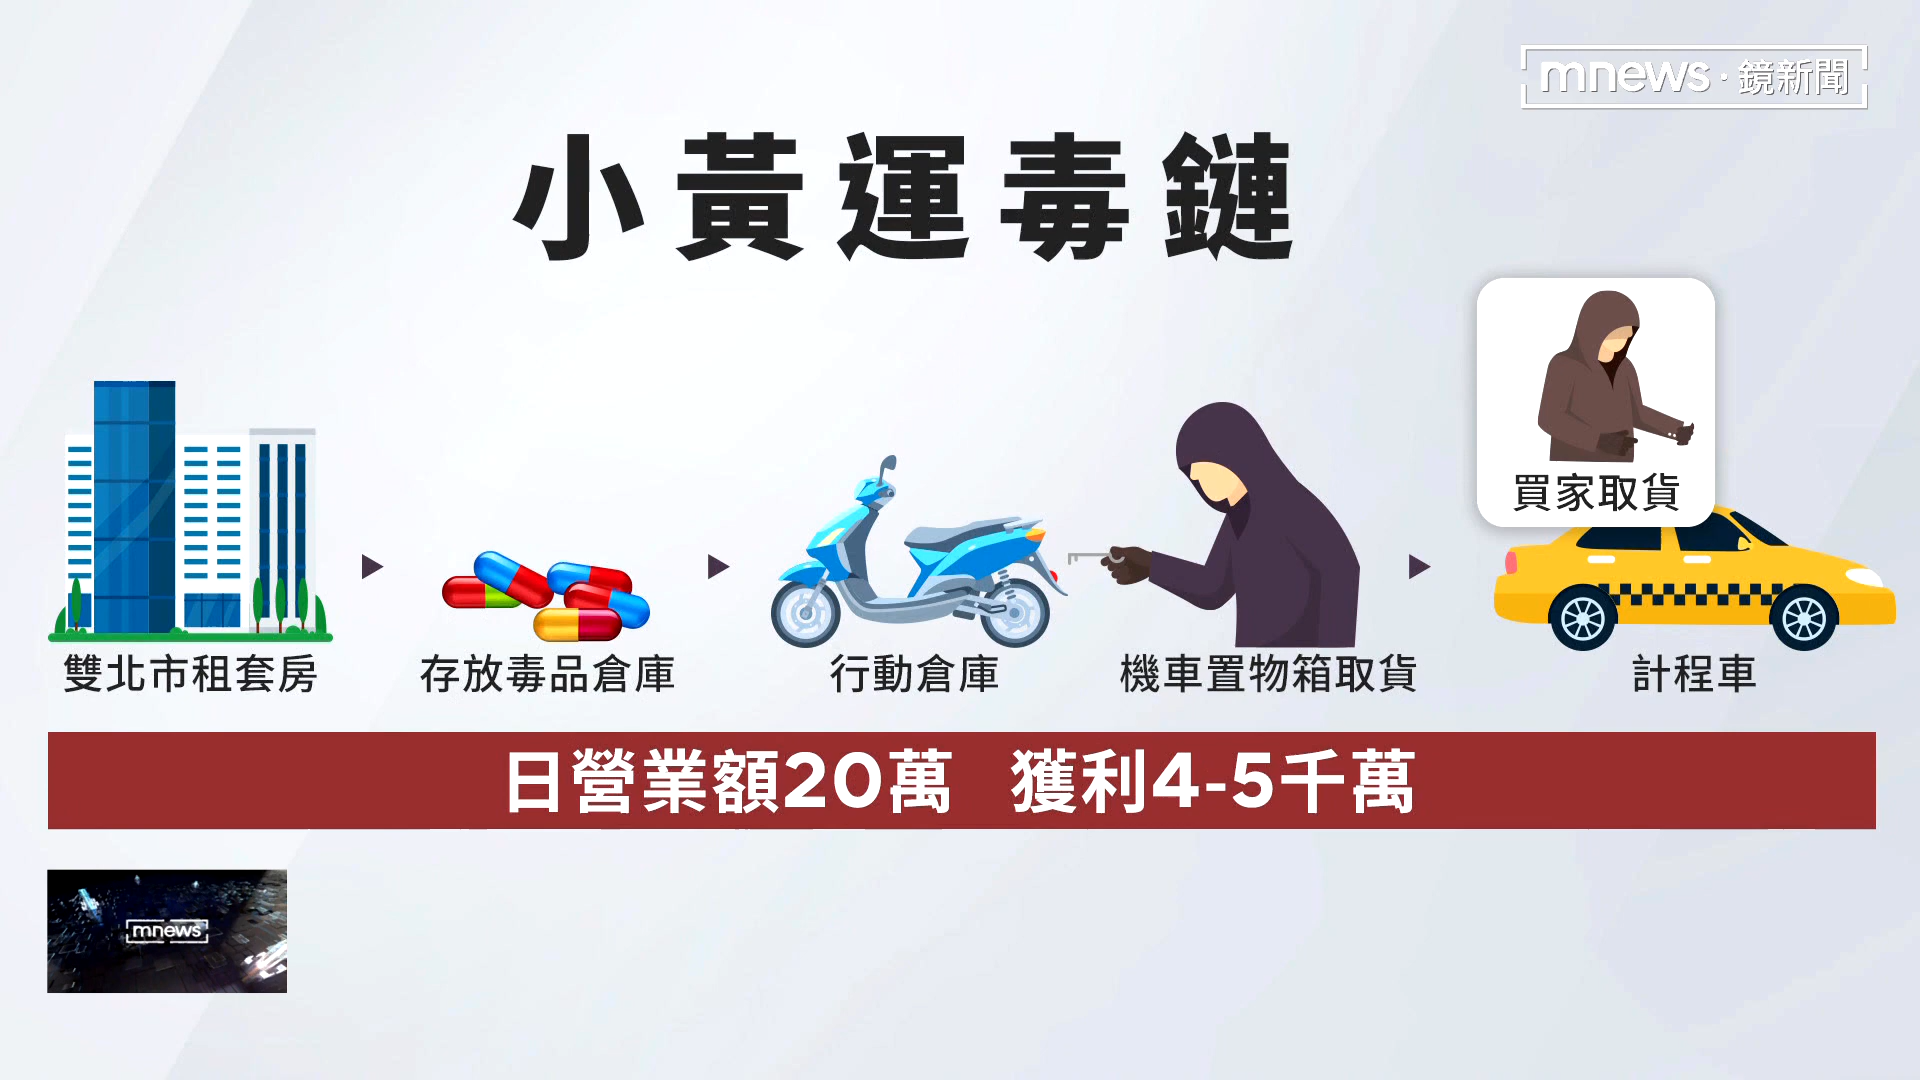 mnews·鏡新聞
小黃運毒鏈
買家取貨
雙北市租套房
存放毒品倉庫
行動倉庫
機車置物箱取貨
計程車
日營業額20萬 獲利4-5千萬
mnews